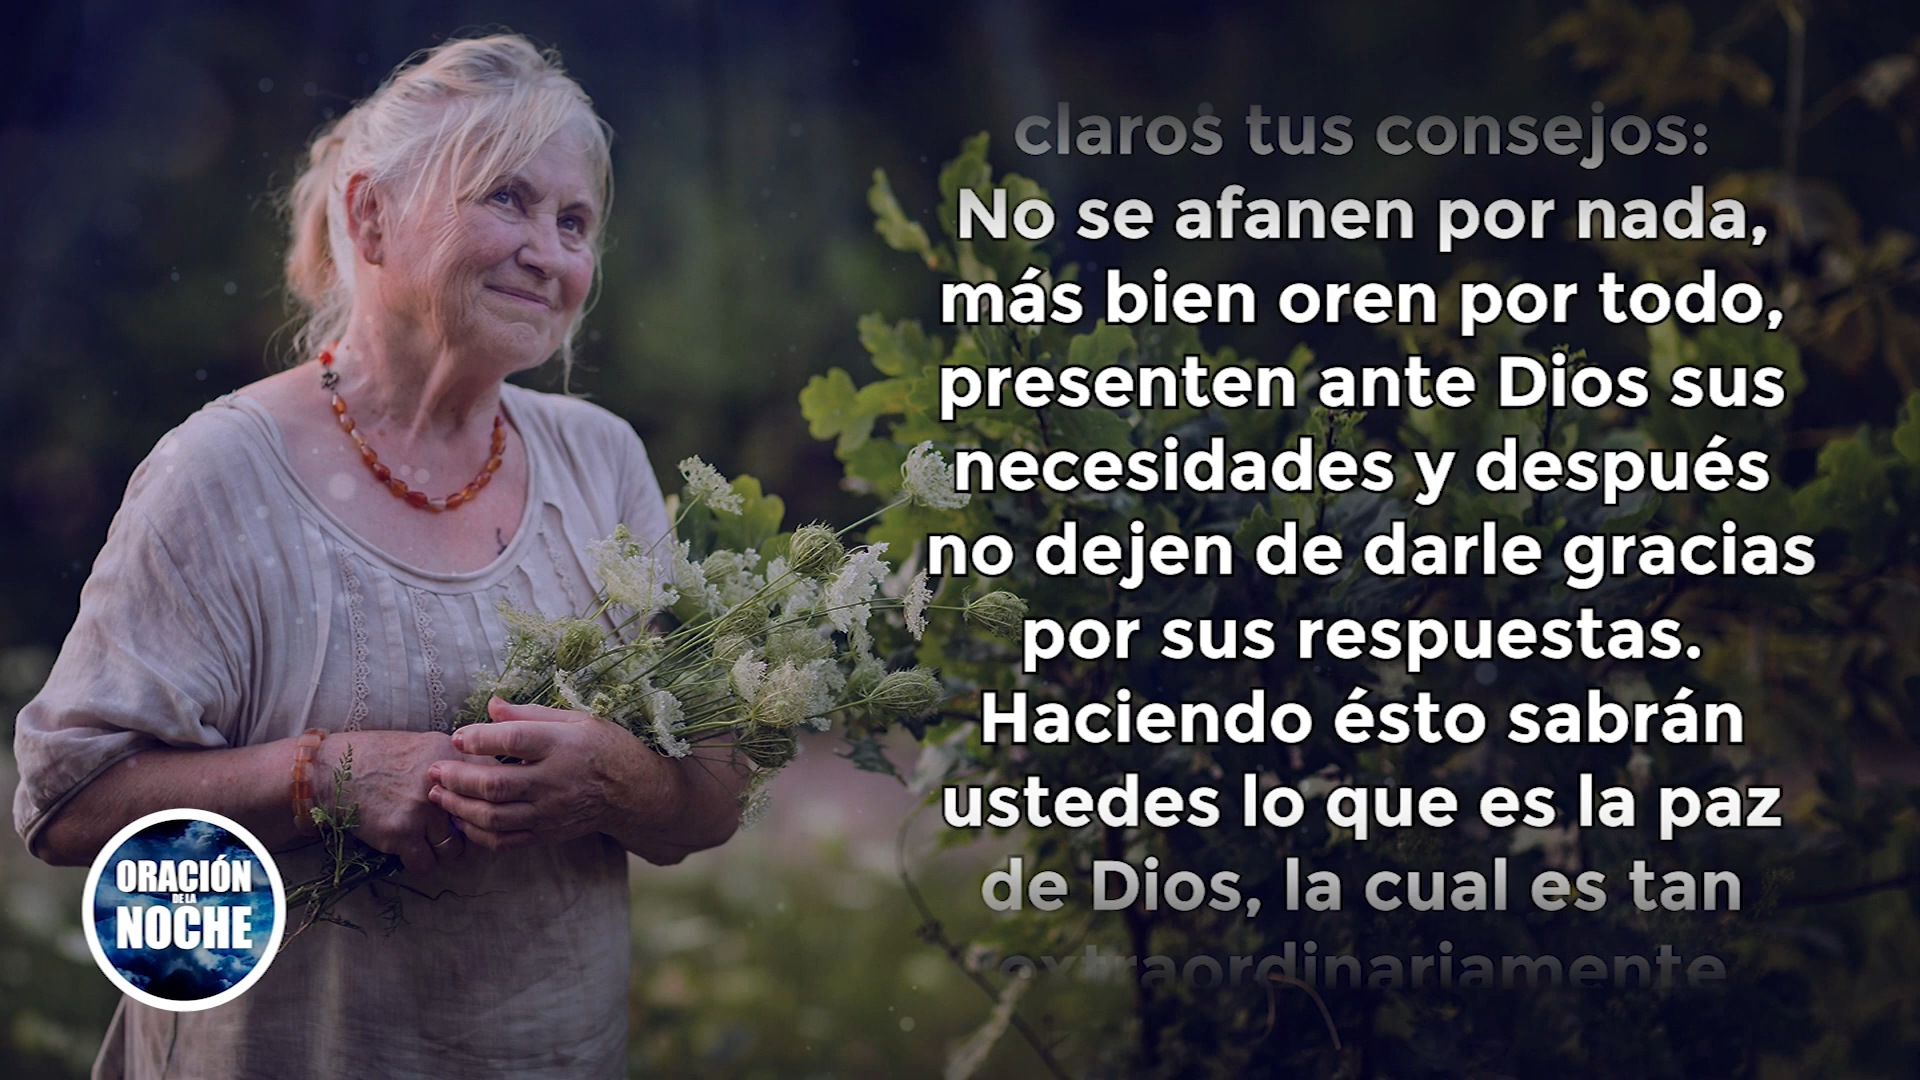 claros tus consejos:
No se afanen por nada,
más bien oren por todo,
presenten ante Dios sus
necesidades y después
no dejen de darle gracias
por sus respuestas.
Haciendo ésto sabrán
ustedes lo que es la paz
de Dios, la cual es tan
extraordinariamente
ORACIÓN
DE LA
NOCHE